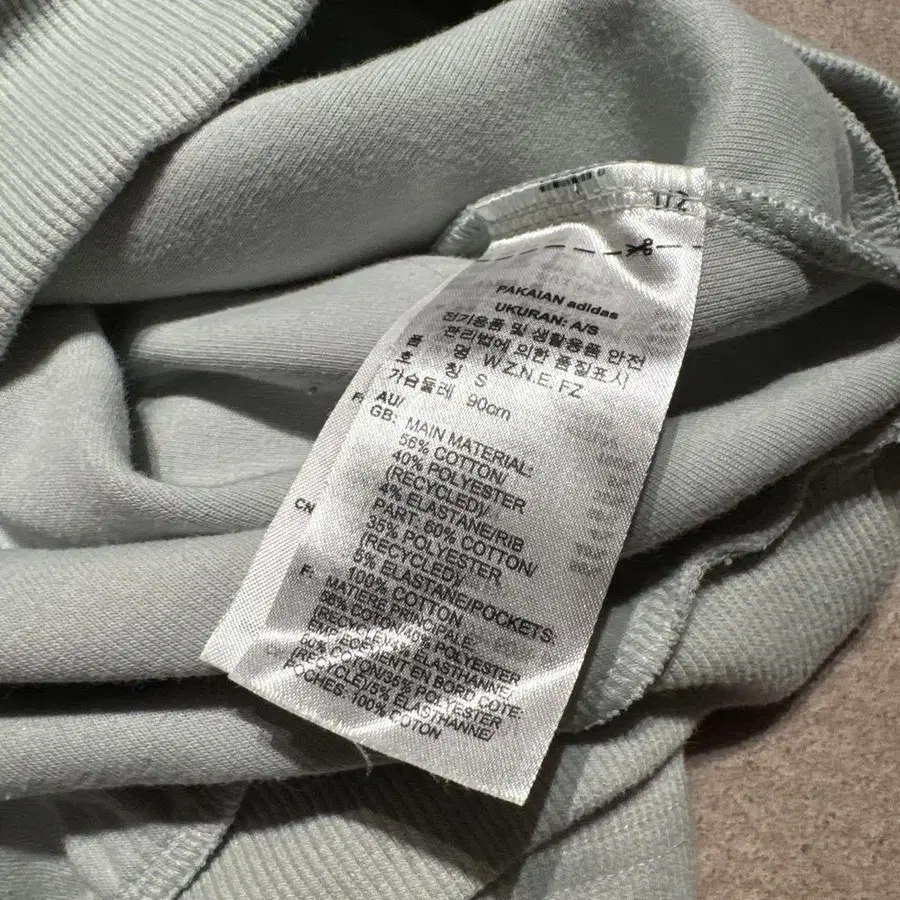 PAKAIAN adidas
UKURAN: A/S
전기용품 및 생활용품 안전
관리법에 의한 품질표시
품 명 W Z.N.E. FZ
호 칭 S
가슴둘레 90cm
F:
AU/
GB: MAIN MATERIAL:
56% COTTON/
40% POLYESTER
(RECYCLED)/
4% ELASTANE/RIB
PART: 60% COTTON/
35% POLYESTER
(RECYCLED)/
5% ELASTANE/POCKETS:
100% COTTON
CN
F: MATIERE PRINCIPALE:
56% COTON/40% POLYESTER
(RECYCLE)/4% ELASTHANNE
EMPIECEMENT EN BORD COTE:
60% COTON/35% POLYESTER
(RECYCLE)/5% ELASTHANNE/
POCHES: 100% COTON